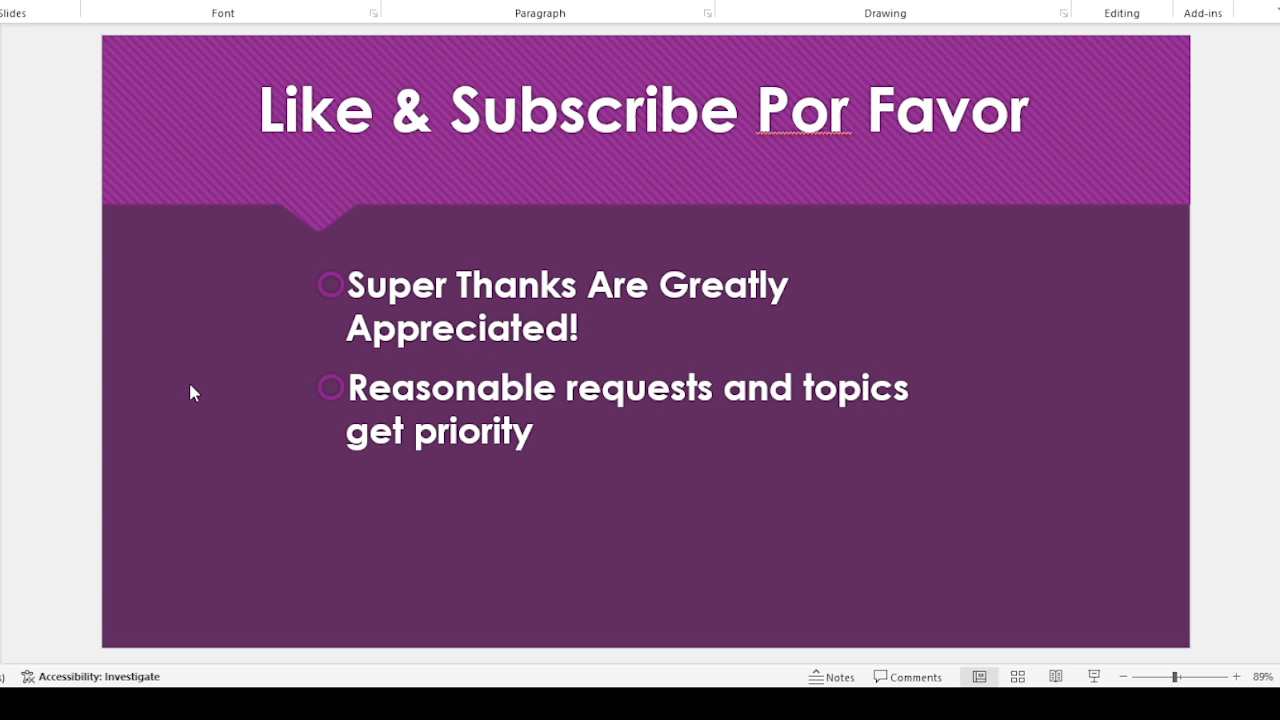 Slides Font Paragraph Drawing Editing Add-ins
Like & Subscribe Por Favor
Super Thanks Are Greatly
Appreciated!
Reasonable requests and topics
get priority
Accessibility: Investigate Notes Comments 89%